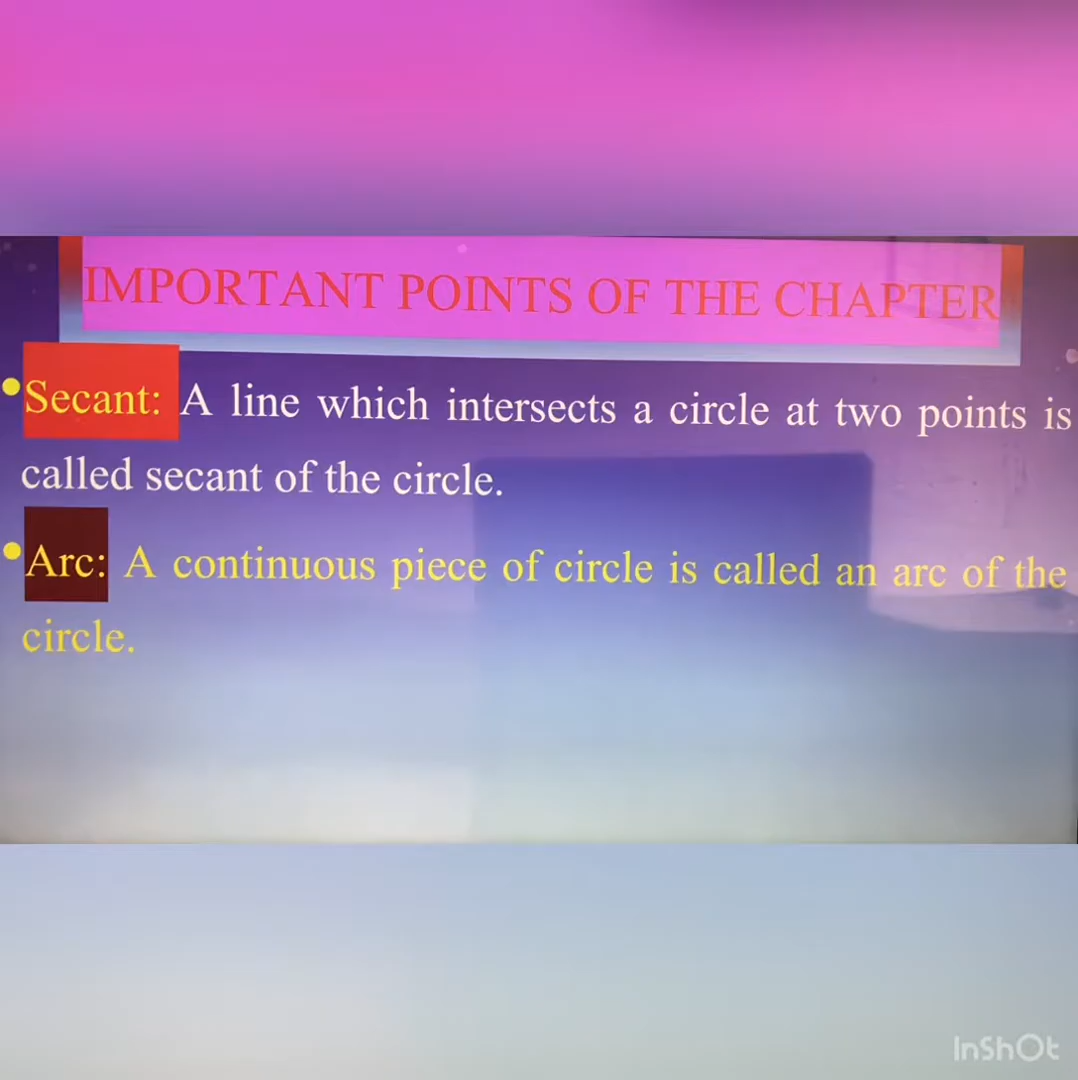 IMPORTANT POINTS OF THE CHAPTER
•Secant: A line which intersects a circle at two points is
called secant of the circle.
•Arc: A continuous piece of circle is called an arc of the
circle.
InShOt